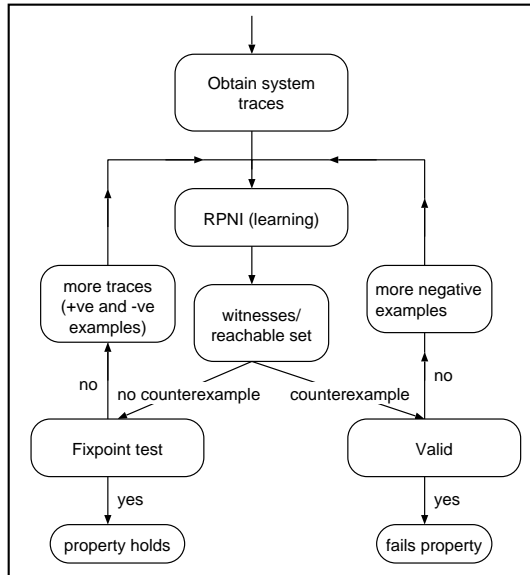 Obtain system
traces
RPNI (learning)
more traces
(+ve and -ve
examples)
witnesses/
reachable set
more negative
examples
no
no counterexample
counterexample
no
Fixpoint test
Valid
yes
yes
property holds
fails property